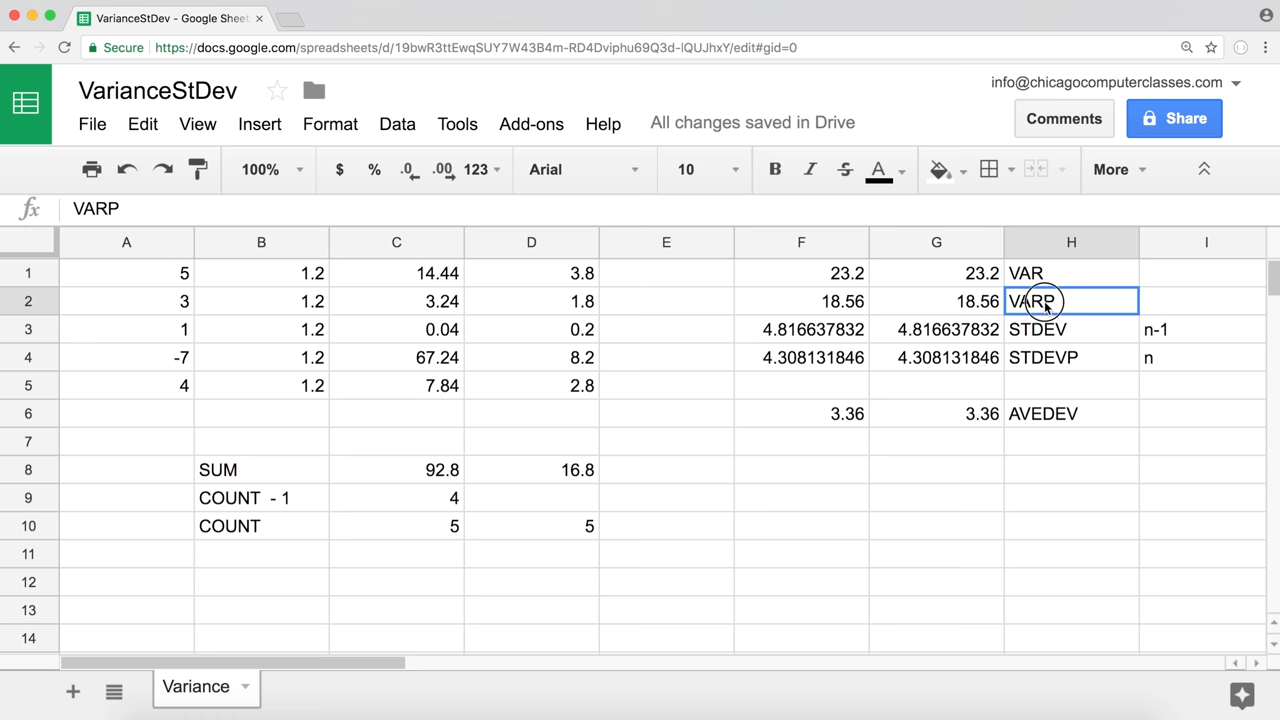 VarianceStDev - Google Sheet
Secure https://docs.google.com/spreadsheets/d/19bwR3ttEwqSUY7W43B4m-RD4Dviphu69Q3d-lQUJhxY/edit#gid=0
VarianceStDev
info@chicagocomputerclasses.com
File Edit View Insert Format Data Tools Add-ons Help All changes saved in Drive
Comments Share
100% $ % .0 .00 123 Arial 10 B I S A More
fx VARP
A B C D E F G H I
1 5 1.2 14.44 3.8 23.2 23.2 VAR
2 3 1.2 3.24 1.8 18.56 18.56 VARP
3 1 1.2 0.04 0.2 4.816637832 4.816637832 STDEV n-1
4 -7 1.2 67.24 8.2 4.308131846 4.308131846 STDEVP n
5 4 1.2 7.84 2.8
6 3.36 3.36 AVEDEV
7
8 SUM 92.8 16.8
9 COUNT - 1 4
10 COUNT 5 5
11
12
13
14
Variance